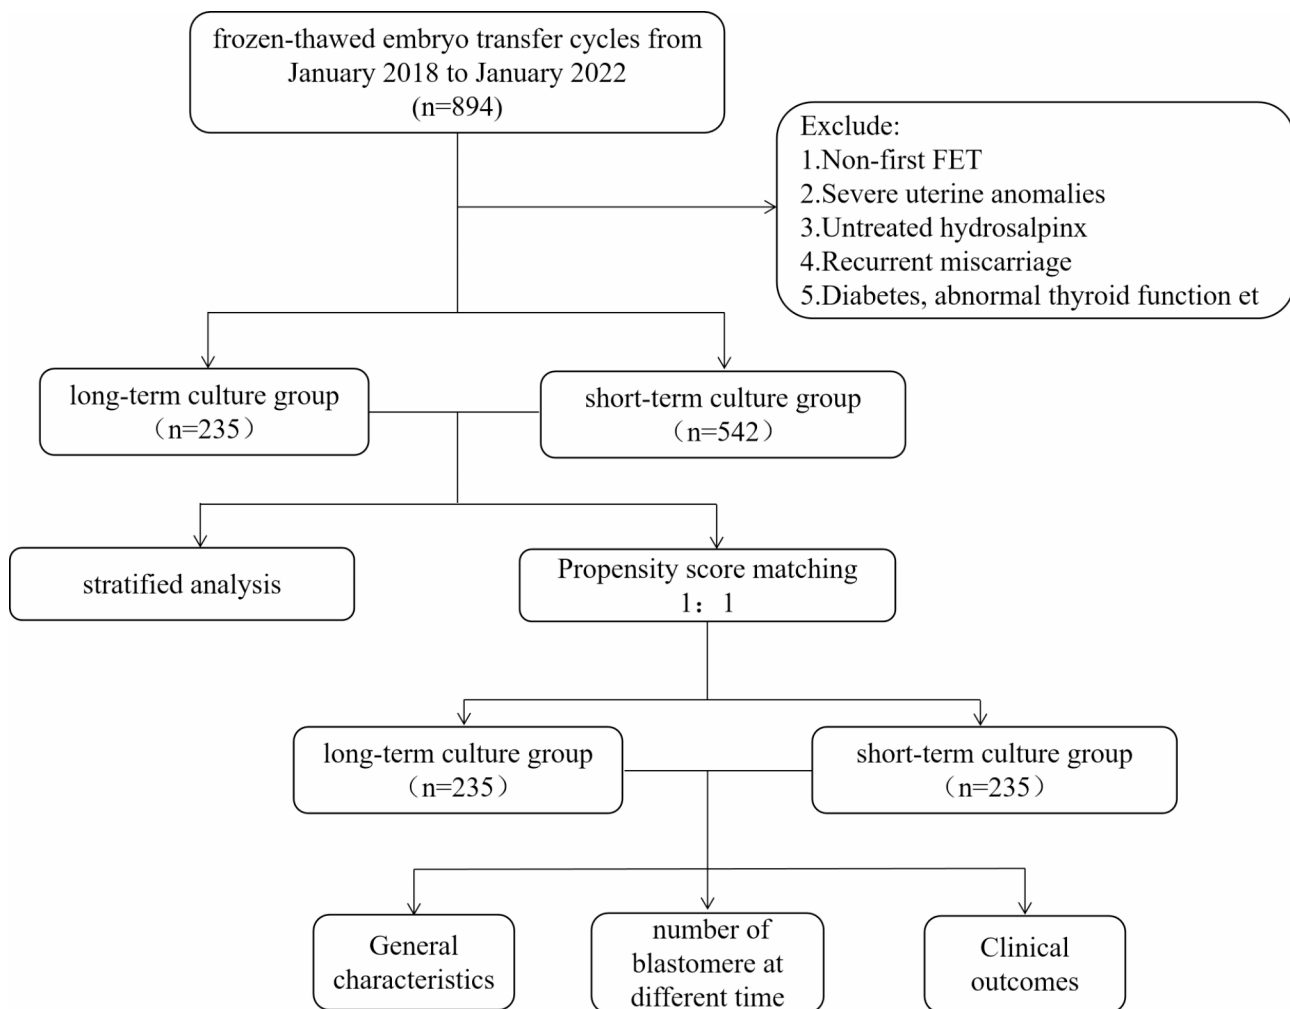 frozen-thawed embryo transfer cycles from
January 2018 to January 2022
(n=894)
Exclude:
1.Non-first FET
2.Severe uterine anomalies
3.Untreated hydrosalpinx
4.Recurrent miscarriage
5.Diabetes, abnormal thyroid function et
long-term culture group
（n=235）
short-term culture group
（n=542）
stratified analysis
Propensity score matching
1：1
long-term culture group
（n=235）
short-term culture group
（n=235）
General
characteristics
number of
blastomere at
different time
Clinical
outcomes